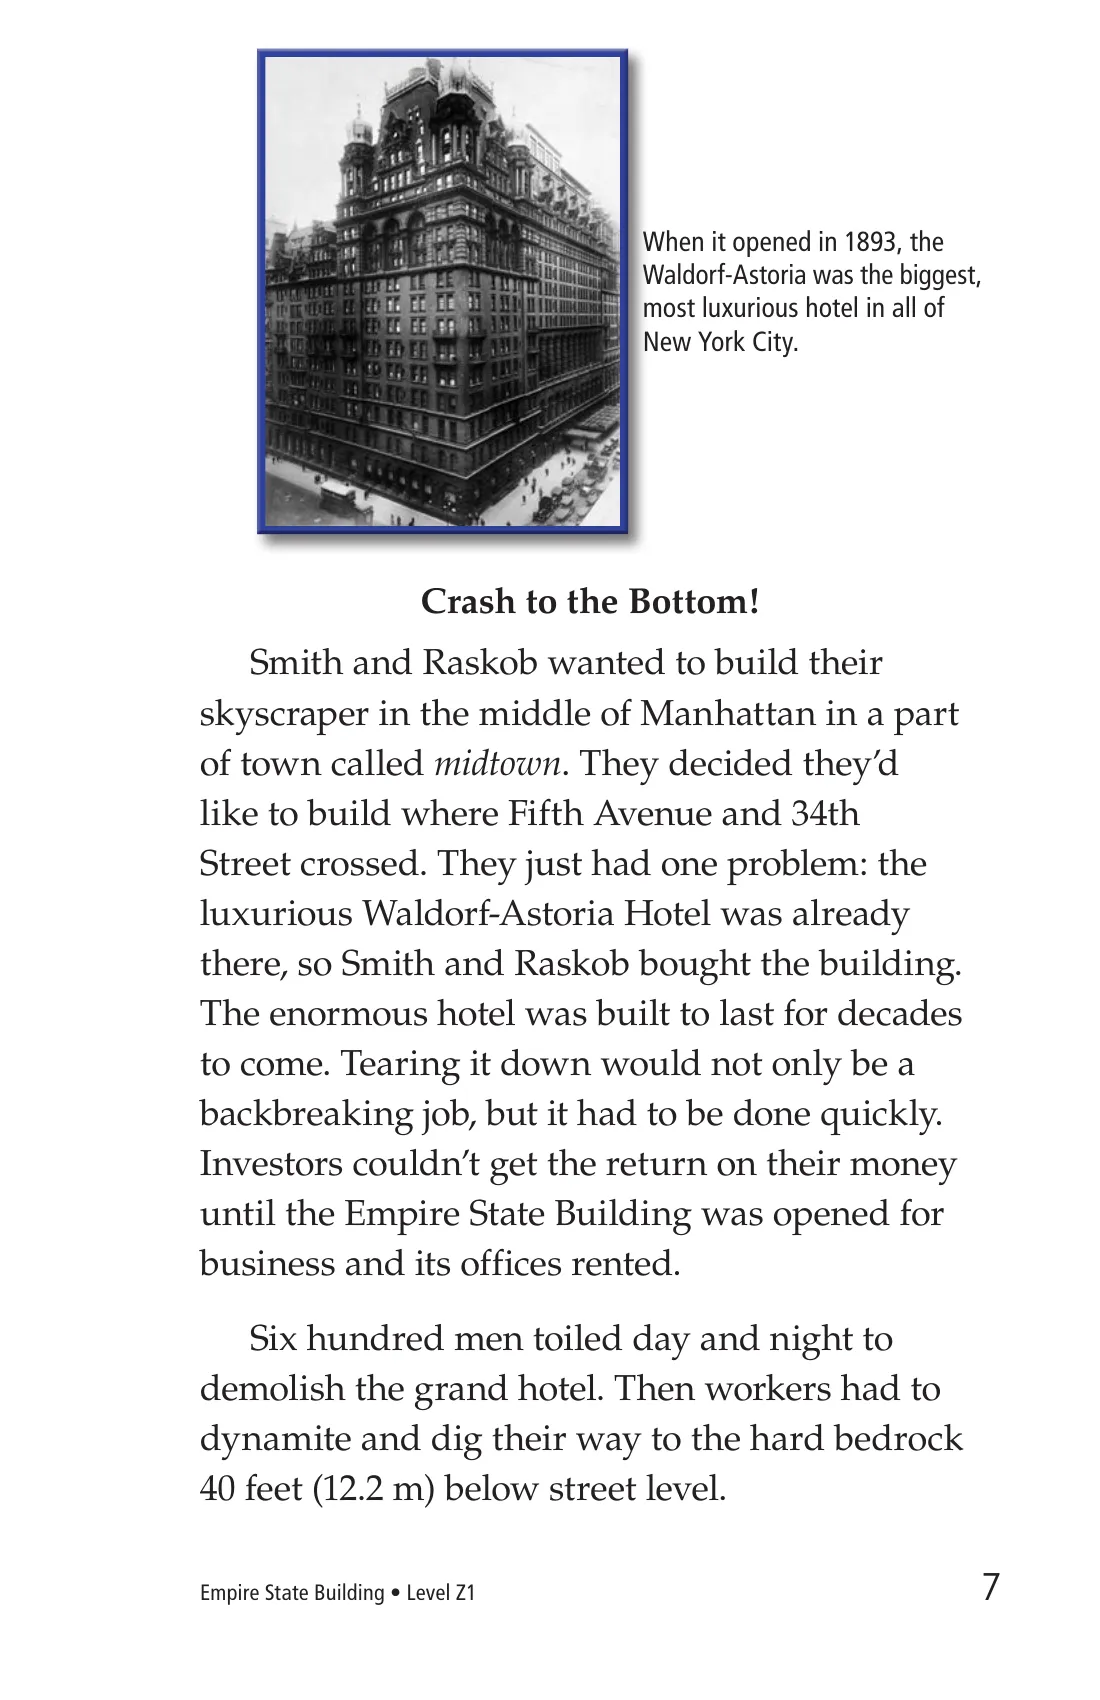 When it opened in 1893, the
Waldorf-Astoria was the biggest,
most luxurious hotel in all of
New York City.
Crash to the Bottom!
Smith and Raskob wanted to build their
skyscraper in the middle of Manhattan in a part
of town called midtown. They decided they’d
like to build where Fifth Avenue and 34th
Street crossed. They just had one problem: the
luxurious Waldorf-Astoria Hotel was already
there, so Smith and Raskob bought the building.
The enormous hotel was built to last for decades
to come. Tearing it down would not only be a
backbreaking job, but it had to be done quickly.
Investors couldn’t get the return on their money
until the Empire State Building was opened for
business and its offices rented.
Six hundred men toiled day and night to
demolish the grand hotel. Then workers had to
dynamite and dig their way to the hard bedrock
40 feet (12.2 m) below street level.
Empire State Building • Level Z1
7